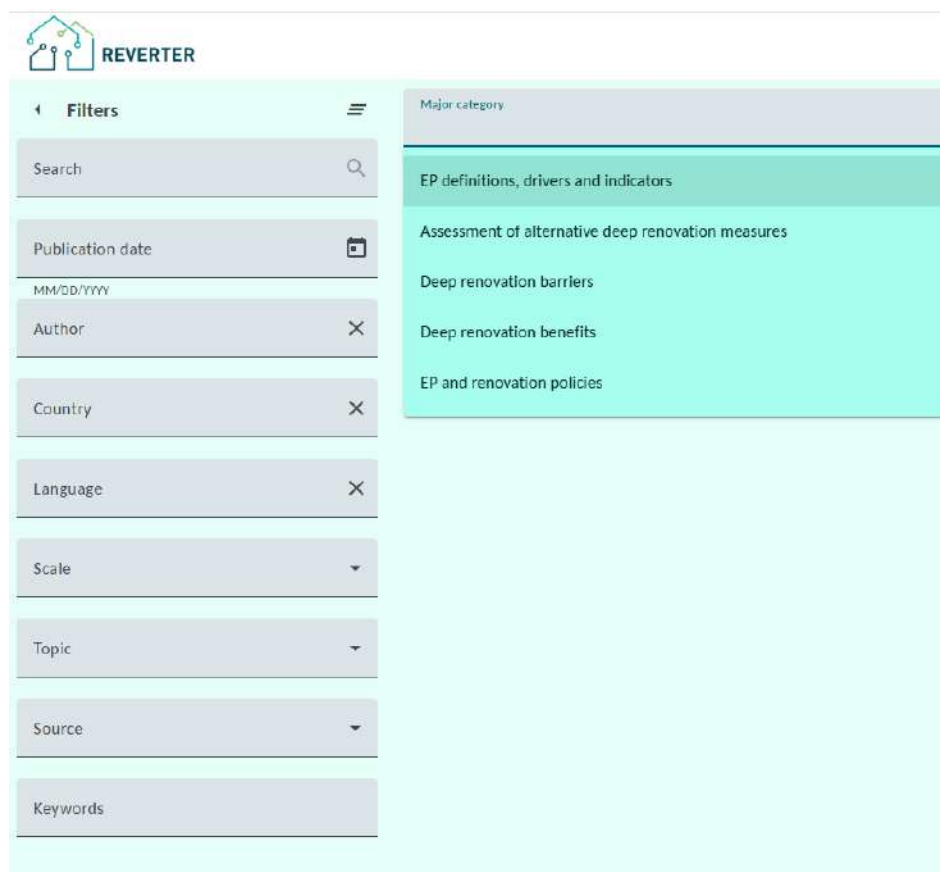 REVERTER
Filters
Search
Publication date
MM/DD/YYYY
Author
Country
Language
Scale
Topic
Source
Keywords
Major category
EP definitions, drivers and indicators
Assessment of alternative deep renovation measures
Deep renovation barriers
Deep renovation benefits
EP and renovation policies